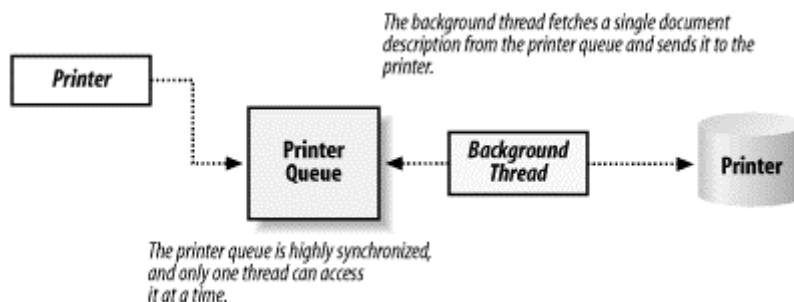 The background thread fetches a single document
description from the printer queue and sends it to the
printer.
Printer
Printer
Queue
Background
Thread
Printer
The printer queue is highly synchronized,
and only one thread can access
it at a time.